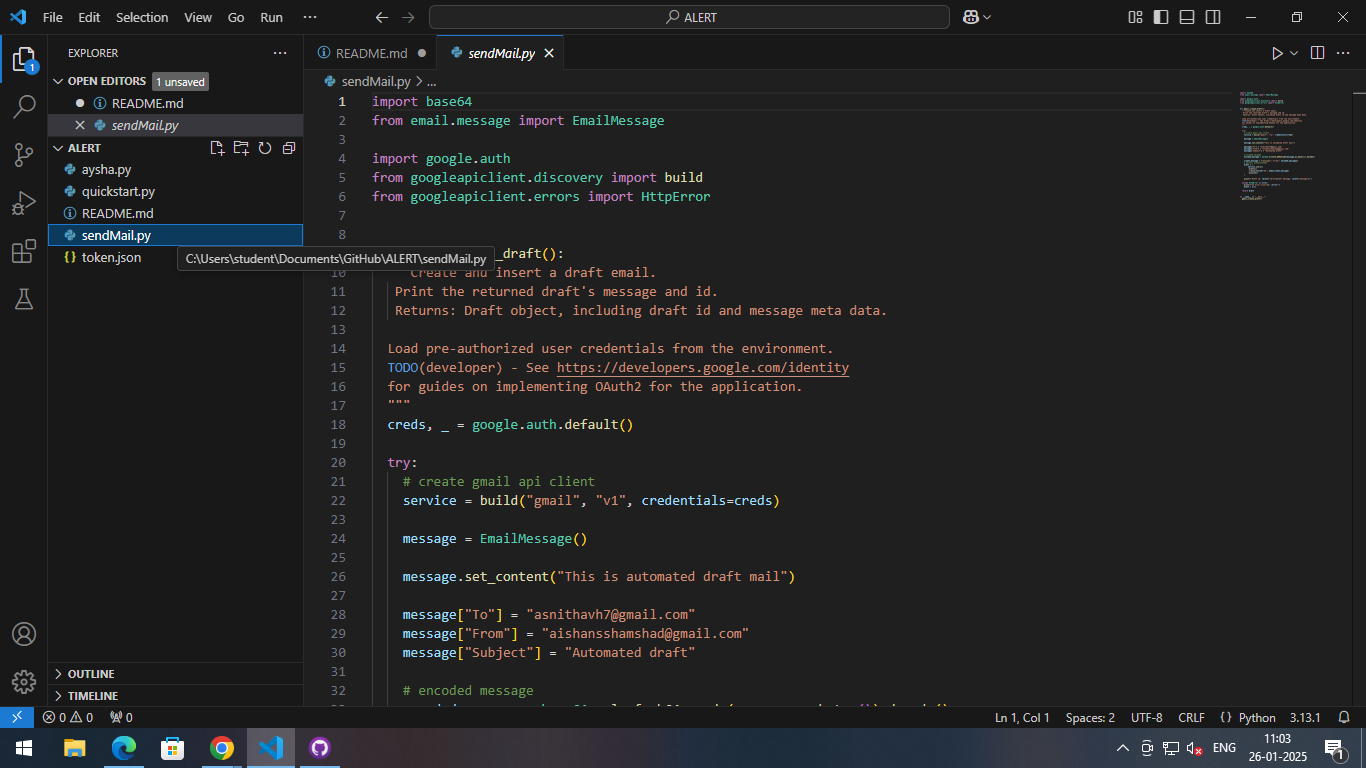 File Edit Selection View Go Run ··· ALERT
EXPLORER ···
OPEN EDITORS 1 unsaved
README.md
sendMail.py
ALERT
aysha.py
quickstart.py
README.md
sendMail.py
token.json
C:\Users\student\Documents\GitHub\ALERT\sendMail.py
OUTLINE
TIMELINE
README.md sendMail.py
sendMail.py > ...
1 import base64
2 from email.message import EmailMessage
3
4 import google.auth
5 from googleapiclient.discovery import build
6 from googleapiclient.errors import HttpError
7
8
_draft():
10 Create and insert a draft email.
11 Print the returned draft's message and id.
12 Returns: Draft object, including draft id and message meta data.
13
14 Load pre-authorized user credentials from the environment.
15 TODO(developer) - See https://developers.google.com/identity
16 for guides on implementing OAuth2 for the application.
17 """
18 creds, _ = google.auth.default()
19
20 try:
21 # create gmail api client
22 service = build("gmail", "v1", credentials=creds)
23
24 message = EmailMessage()
25
26 message.set_content("This is automated draft mail")
27
28 message["To"] = "asnithavh7@gmail.com"
29 message["From"] = "aishansshamshad@gmail.com"
30 message["Subject"] = "Automated draft"
31
32 # encoded message
0 0 0 Ln 1, Col 1 Spaces: 2 UTF-8 CRLF {} Python 3.13.1
ENG 11:03
26-01-2025
1